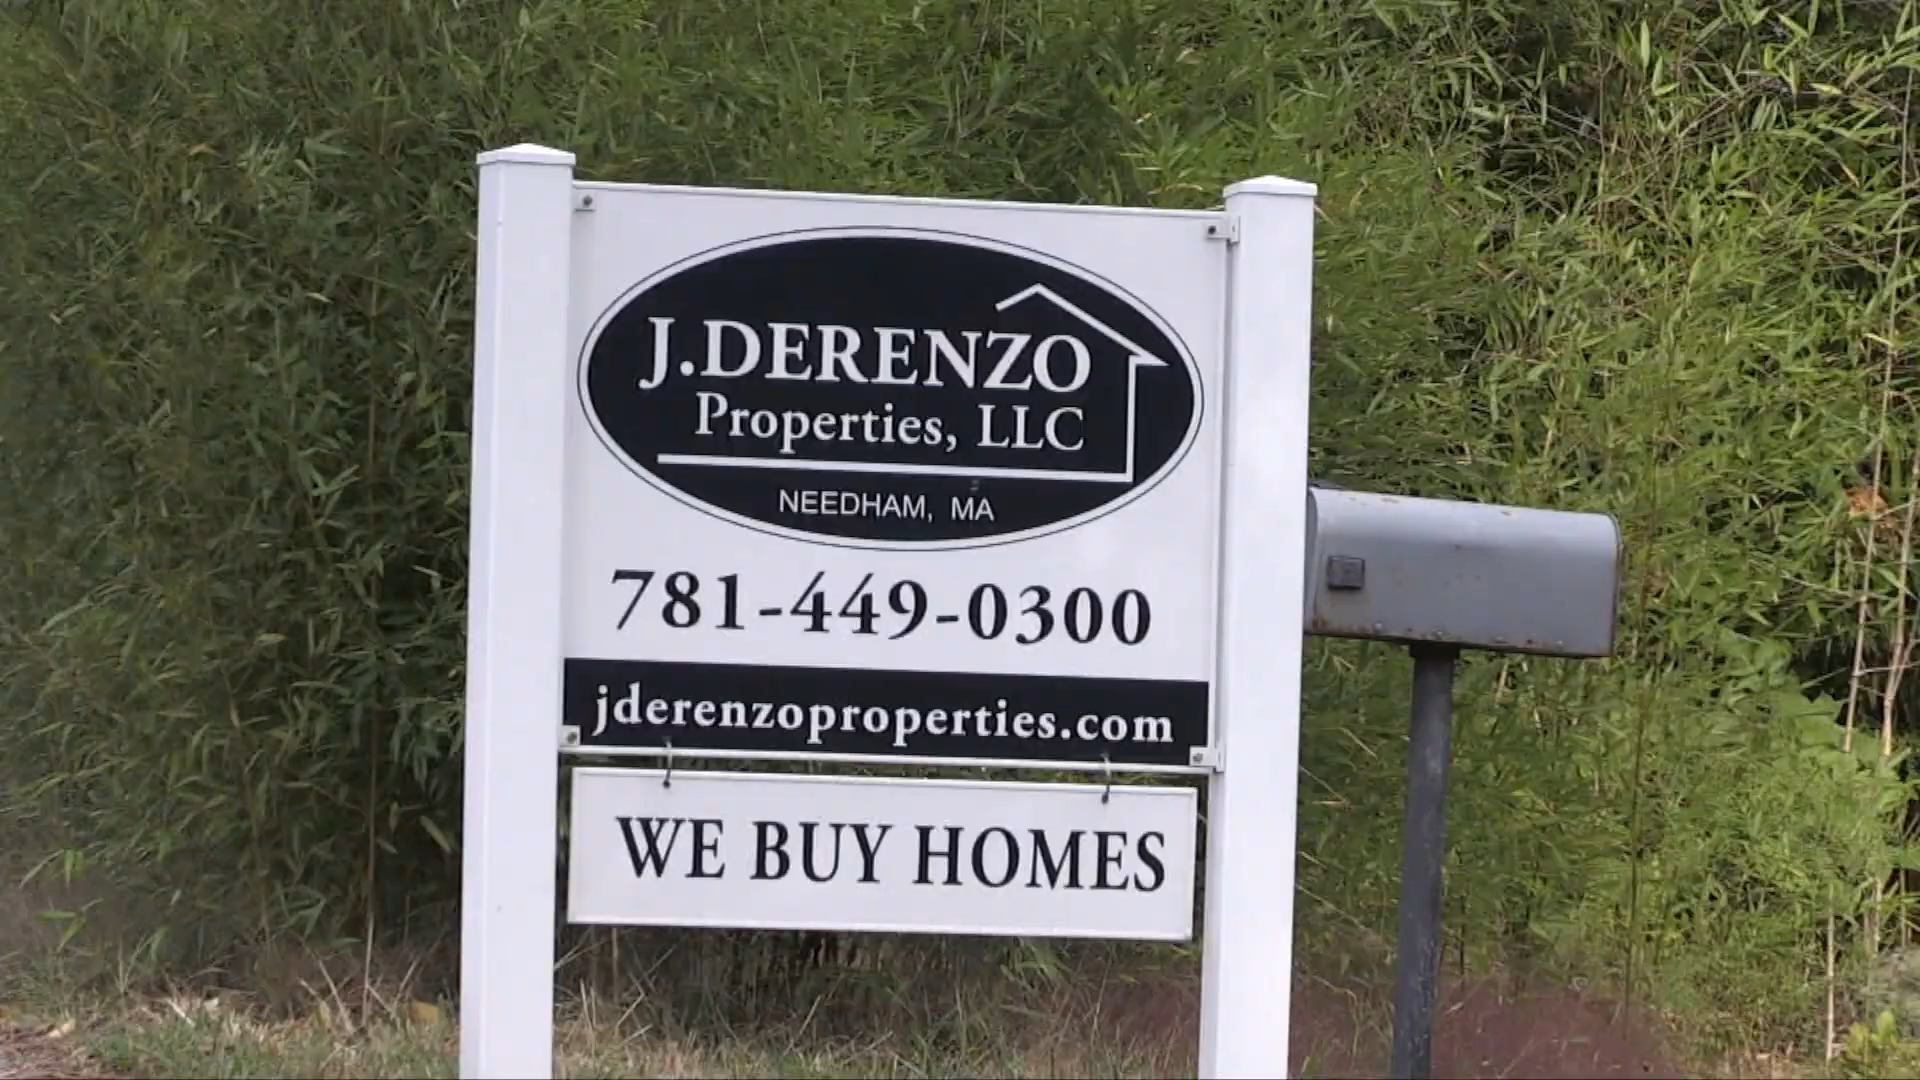 J.DERENZO
Properties, LLC
NEEDHAM, MA
781-449-0300
jderenzoproperties.com
WE BUY HOMES